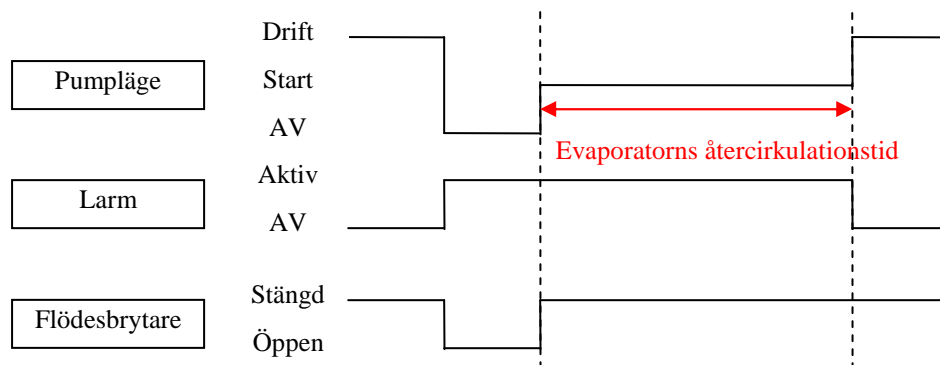 Drift
Pumpläge
Start
AV
Evaporatorns återcirkulationstid
Aktiv
Larm
AV
Stängd
Flödesbrytare
Öppen